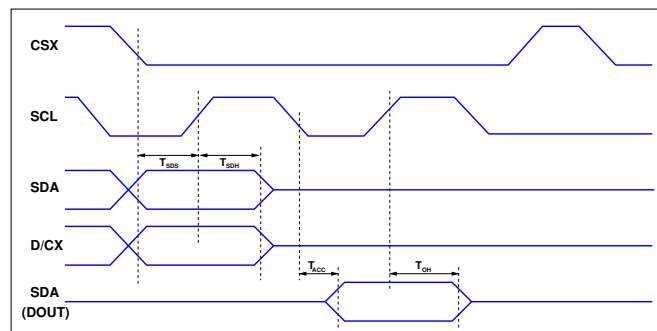 CSX
SCL
TSDS TSDH
SDA
D/CX
TACC TOH
SDA
(DOUT)